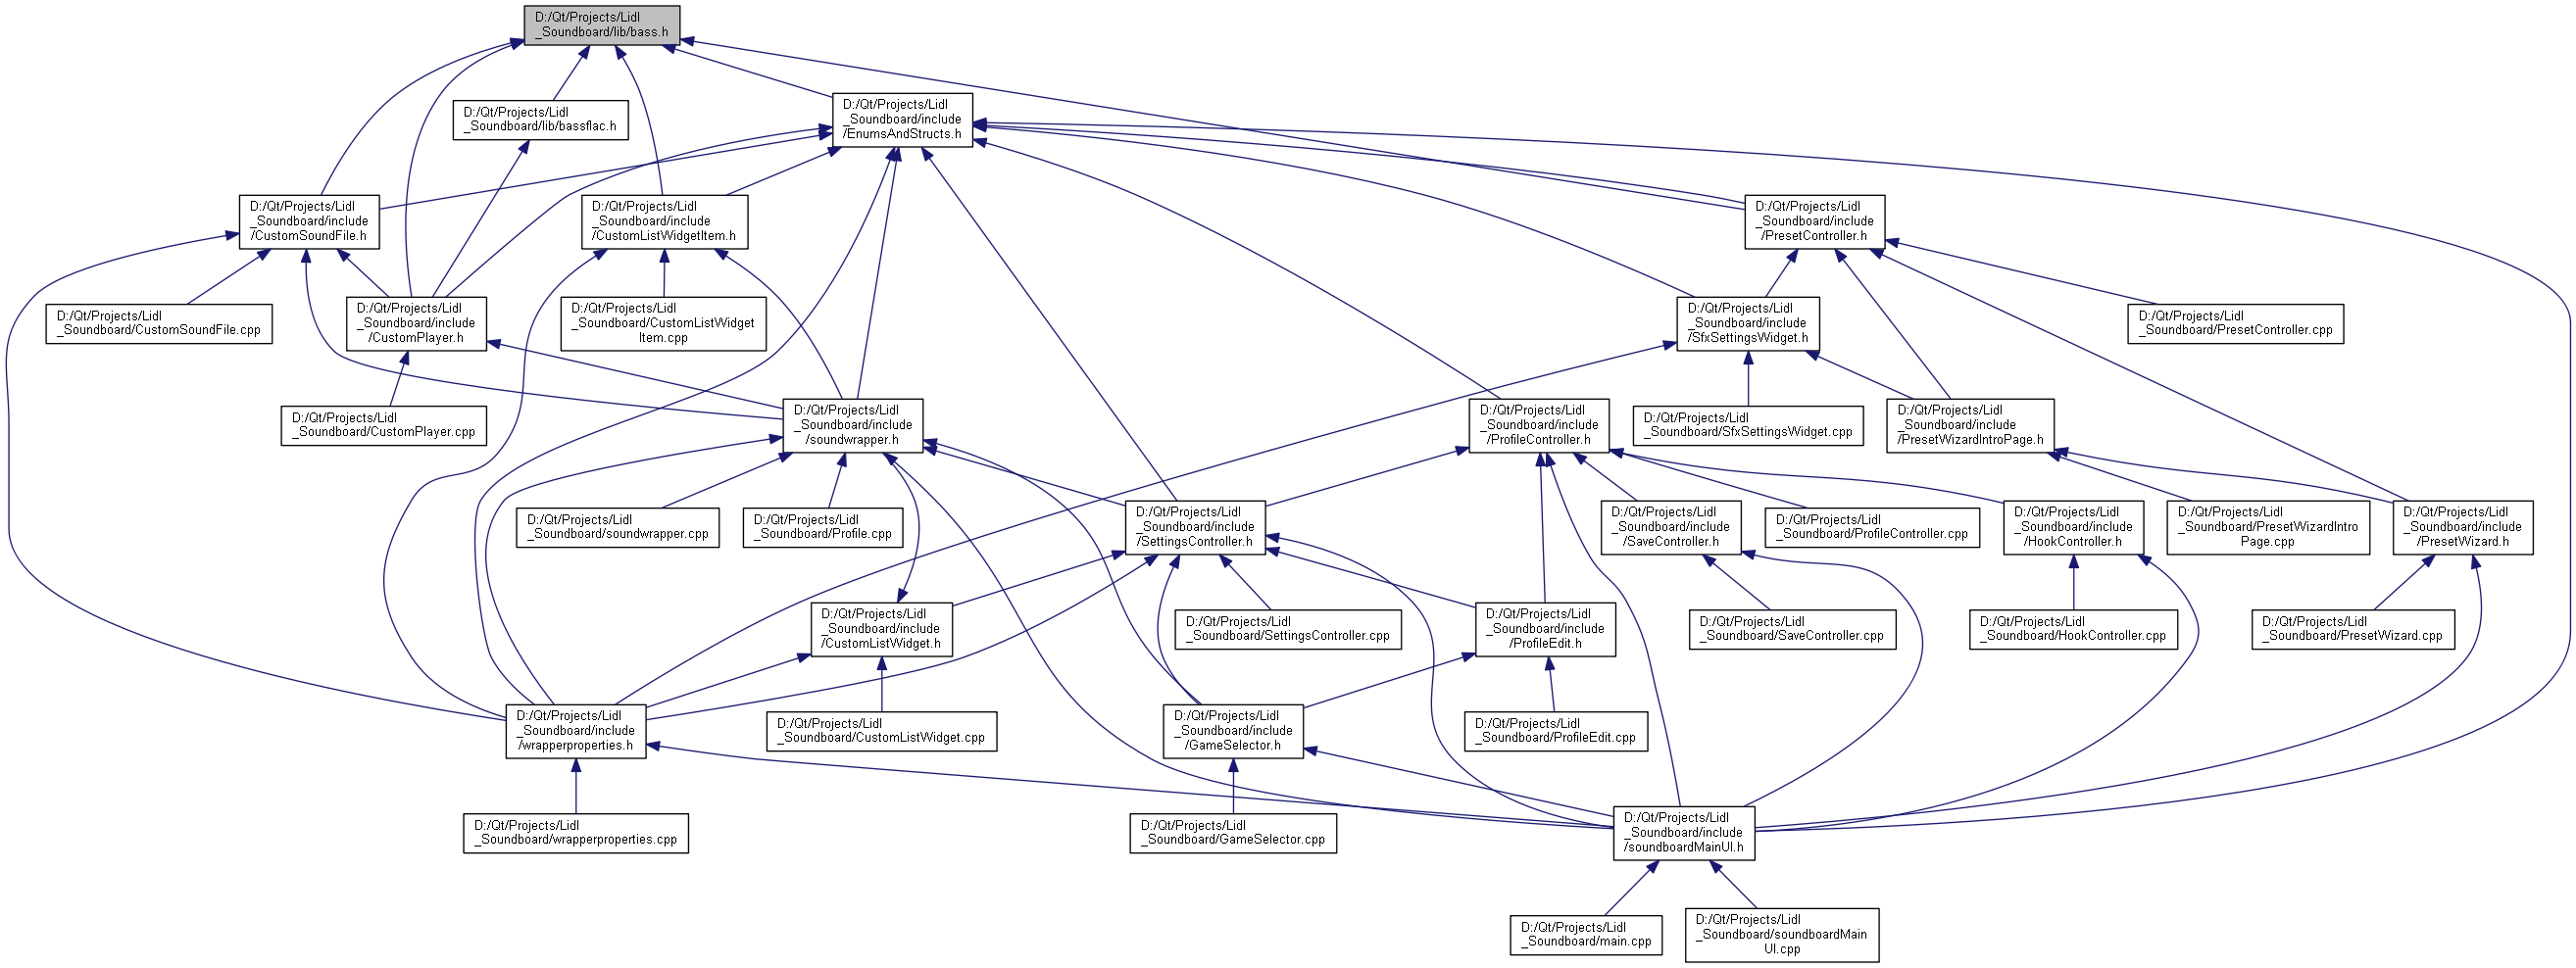 D:/Qt/Projects/Lidl
_Soundboard/lib/bass.h
D:/Qt/Projects/Lidl
_Soundboard/lib/bassflac.h
D:/Qt/Projects/Lidl
_Soundboard/include
/EnumsAndStructs.h
D:/Qt/Projects/Lidl
_Soundboard/include
/CustomSoundFile.h
D:/Qt/Projects/Lidl
_Soundboard/include
/CustomListWidgetItem.h
D:/Qt/Projects/Lidl
_Soundboard/include
/PresetController.h
D:/Qt/Projects/Lidl
_Soundboard/CustomSoundFile.cpp
D:/Qt/Projects/Lidl
_Soundboard/include
/CustomPlayer.h
D:/Qt/Projects/Lidl
_Soundboard/CustomListWidget
Item.cpp
D:/Qt/Projects/Lidl
_Soundboard/include
/SfxSettingsWidget.h
D:/Qt/Projects/Lidl
_Soundboard/PresetController.cpp
D:/Qt/Projects/Lidl
_Soundboard/CustomPlayer.cpp
D:/Qt/Projects/Lidl
_Soundboard/include
/soundwrapper.h
D:/Qt/Projects/Lidl
_Soundboard/include
/ProfileController.h
D:/Qt/Projects/Lidl
_Soundboard/SfxSettingsWidget.cpp
D:/Qt/Projects/Lidl
_Soundboard/include
/PresetWizardIntroPage.h
D:/Qt/Projects/Lidl
_Soundboard/soundwrapper.cpp
D:/Qt/Projects/Lidl
_Soundboard/Profile.cpp
D:/Qt/Projects/Lidl
_Soundboard/include
/SettingsController.h
D:/Qt/Projects/Lidl
_Soundboard/include
/SaveController.h
D:/Qt/Projects/Lidl
_Soundboard/ProfileController.cpp
D:/Qt/Projects/Lidl
_Soundboard/include
/HookController.h
D:/Qt/Projects/Lidl
_Soundboard/PresetWizardIntro
Page.cpp
D:/Qt/Projects/Lidl
_Soundboard/include
/PresetWizard.h
D:/Qt/Projects/Lidl
_Soundboard/include
/CustomListWidget.h
D:/Qt/Projects/Lidl
_Soundboard/SettingsController.cpp
D:/Qt/Projects/Lidl
_Soundboard/include
/ProfileEdit.h
D:/Qt/Projects/Lidl
_Soundboard/SaveController.cpp
D:/Qt/Projects/Lidl
_Soundboard/HookController.cpp
D:/Qt/Projects/Lidl
_Soundboard/PresetWizard.cpp
D:/Qt/Projects/Lidl
_Soundboard/include
/wrapperproperties.h
D:/Qt/Projects/Lidl
_Soundboard/CustomListWidget.cpp
D:/Qt/Projects/Lidl
_Soundboard/include
/GameSelector.h
D:/Qt/Projects/Lidl
_Soundboard/ProfileEdit.cpp
D:/Qt/Projects/Lidl
_Soundboard/wrapperproperties.cpp
D:/Qt/Projects/Lidl
_Soundboard/GameSelector.cpp
D:/Qt/Projects/Lidl
_Soundboard/include
/soundboardMainUI.h
D:/Qt/Projects/Lidl
_Soundboard/main.cpp
D:/Qt/Projects/Lidl
_Soundboard/soundboardMain
UI.cpp